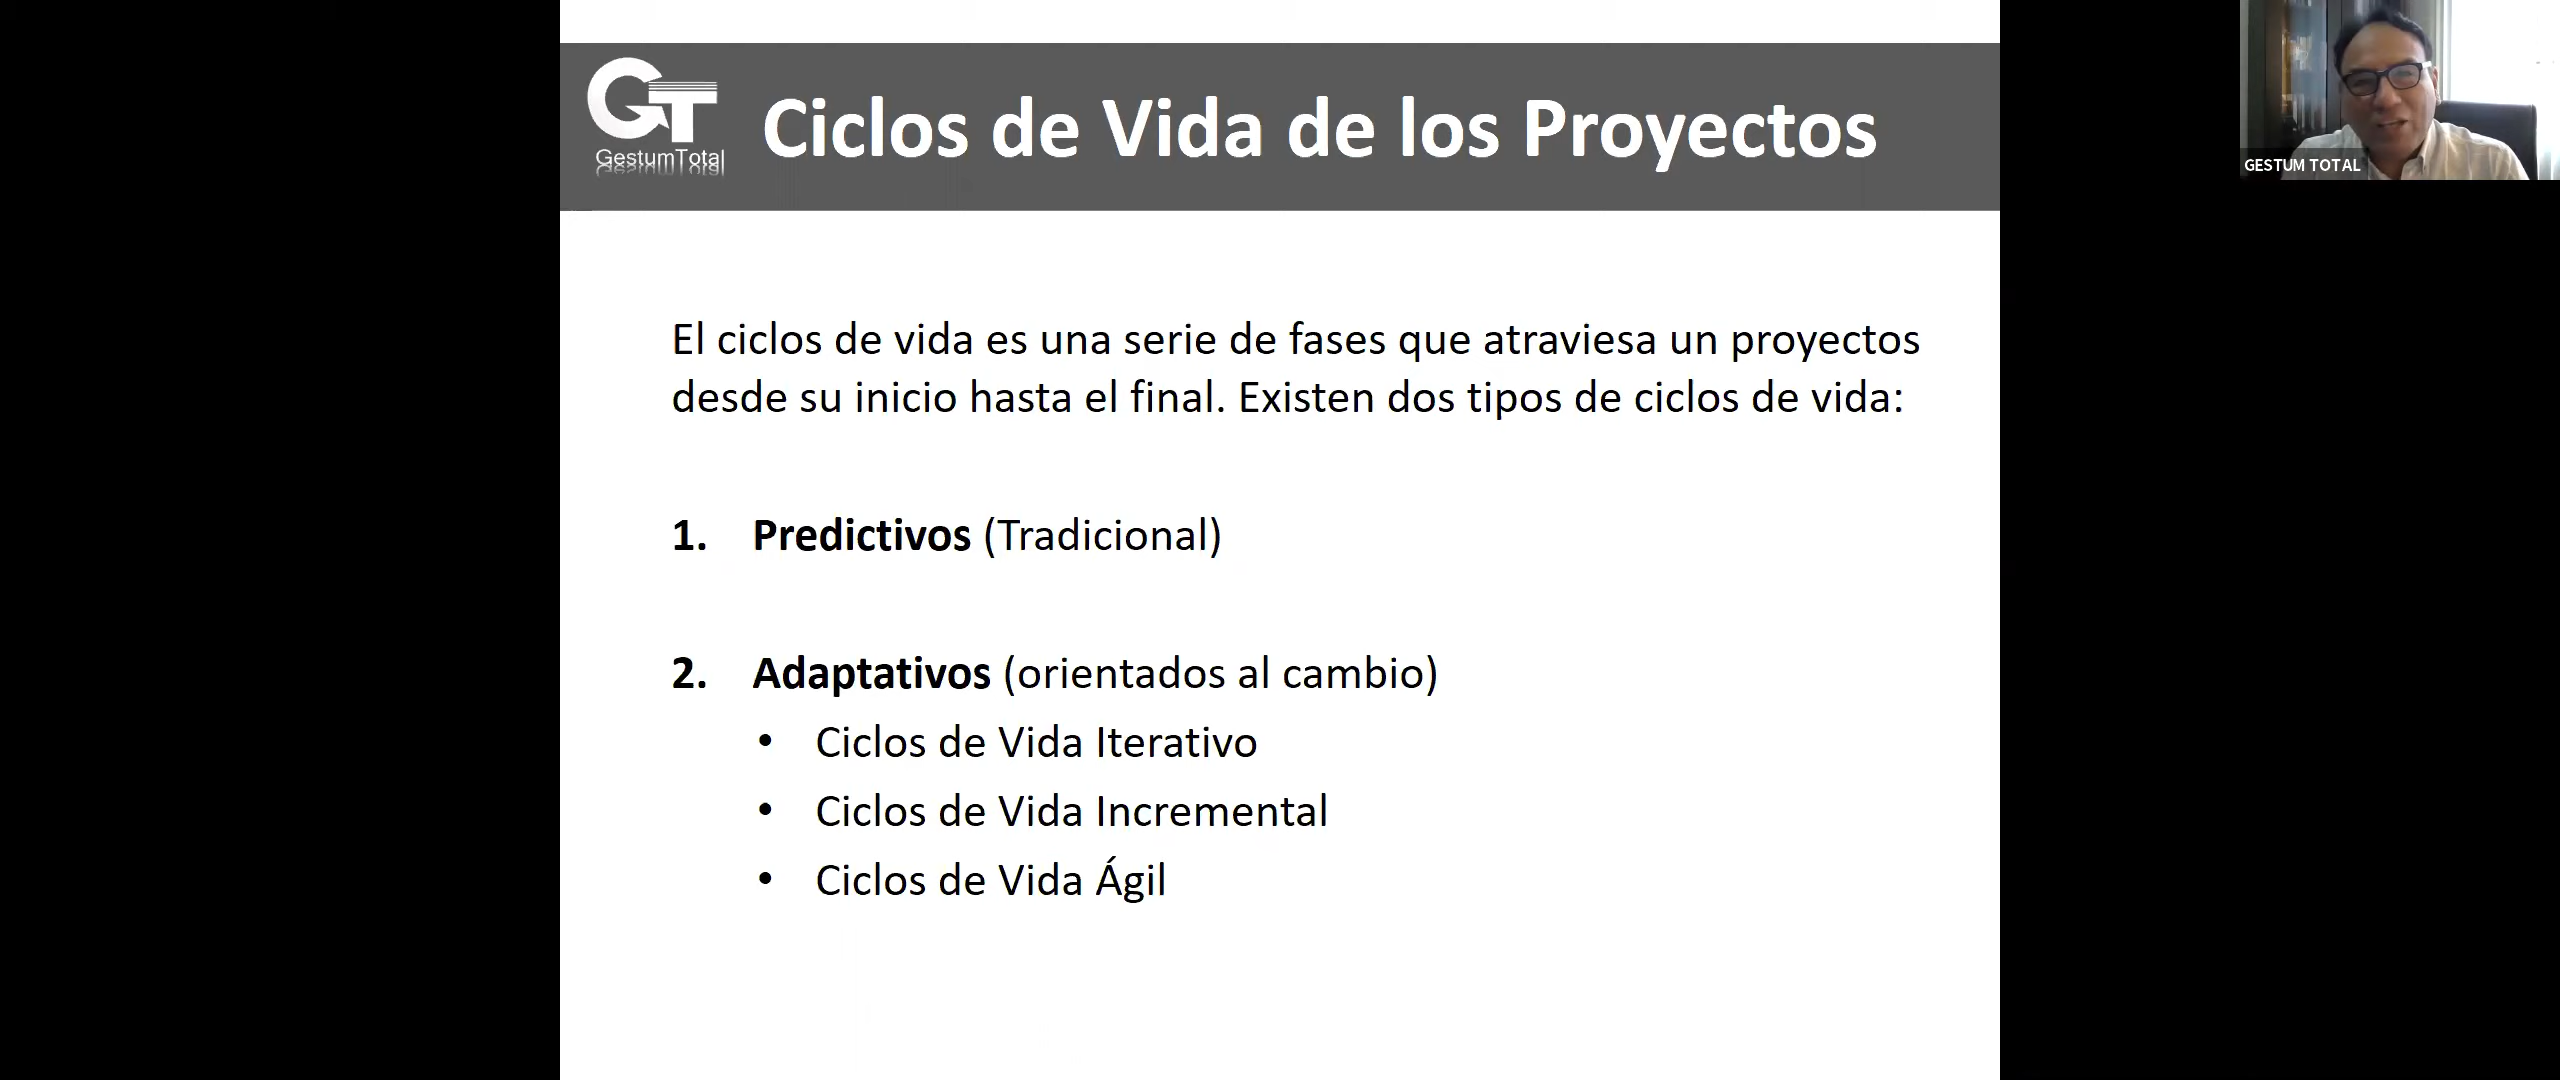 GT
GestumTotal
Ciclos de Vida de los Proyectos
GESTUM TOTAL
El ciclos de vida es una serie de fases que atraviesa un proyectos
desde su inicio hasta el final. Existen dos tipos de ciclos de vida:
1. Predictivos (Tradicional)
2. Adaptativos (orientados al cambio)
• Ciclos de Vida Iterativo
• Ciclos de Vida Incremental
• Ciclos de Vida Ágil